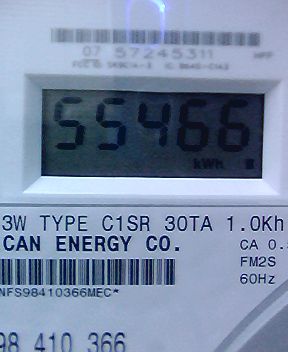 07 57245311
55466
kWh
3W TYPE C1SR 30TA 1.0Kh
CAN ENERGY CO.
CA 0.5
FM2S
60Hz
NFS98410366MEC*
98 410 366